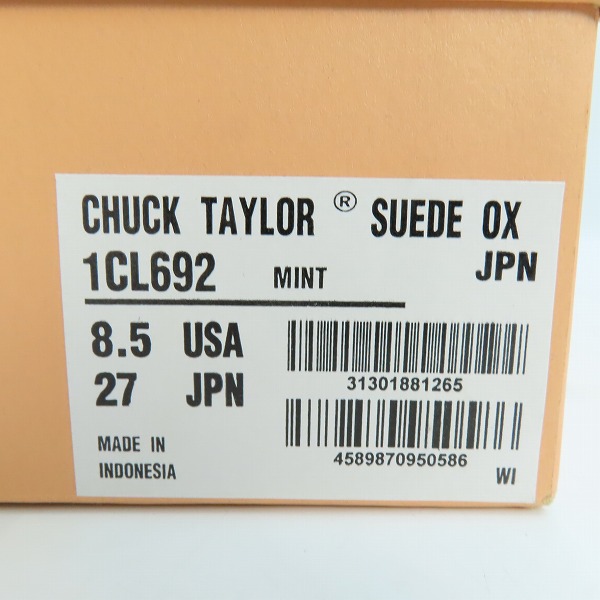 CHUCK TAYLOR ® SUEDE OX
1CL692 MINT JPN
8.5 USA
27 JPN
31301881265
4589870950586
MADE IN
INDONESIA
WI